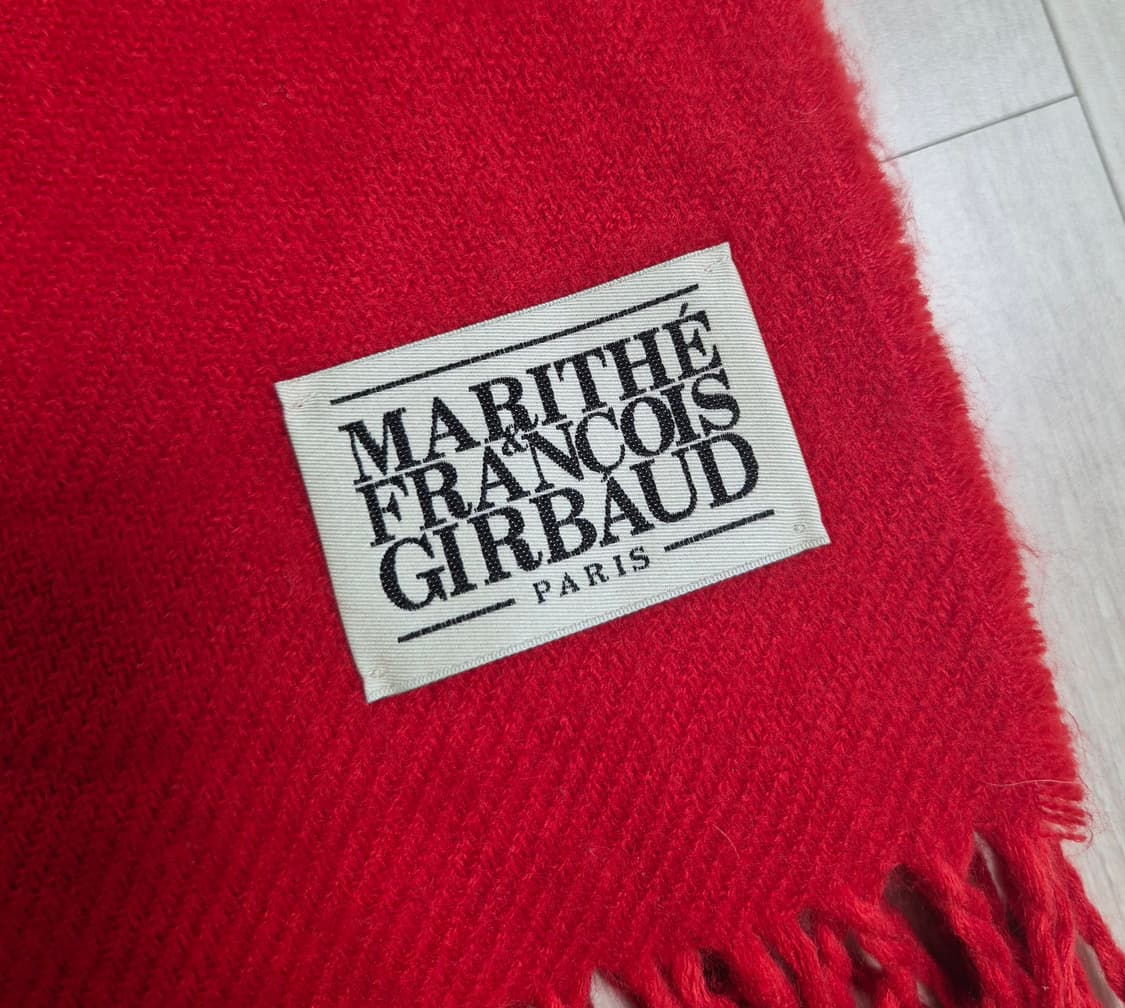 MARITHÉ
&
FRANÇOIS
GIRBAUD
PARIS